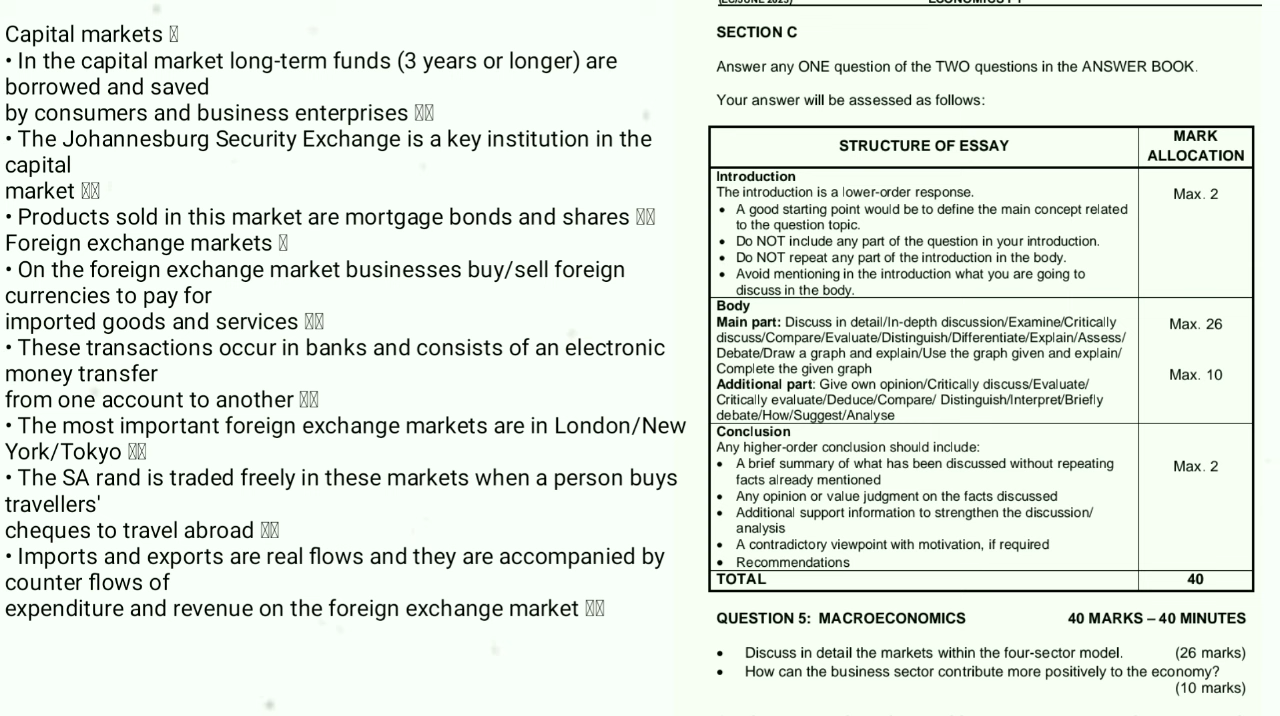 Capital markets
• In the capital market long-term funds (3 years or longer) are
borrowed and saved
by consumers and business enterprises
• The Johannesburg Security Exchange is a key institution in the
capital
market
• Products sold in this market are mortgage bonds and shares
Foreign exchange markets
• On the foreign exchange market businesses buy/sell foreign
currencies to pay for
imported goods and services
• These transactions occur in banks and consists of an electronic
money transfer
from one account to another
• The most important foreign exchange markets are in London/New
York/Tokyo
• The SA rand is traded freely in these markets when a person buys
travellers'
cheques to travel abroad
• Imports and exports are real flows and they are accompanied by
counter flows of
expenditure and revenue on the foreign exchange market
SECTION C
Answer any ONE question of the TWO questions in the ANSWER BOOK.
Your answer will be assessed as follows:
STRUCTURE OF ESSAY
MARK
ALLOCATION
Introduction
The introduction is a lower-order response.
• A good starting point would be to define the main concept related
to the question topic.
• Do NOT include any part of the question in your introduction.
• Do NOT repeat any part of the introduction in the body.
• Avoid mentioning in the introduction what you are going to
discuss in the body.
Max. 2
Body
Main part: Discuss in detail/In-depth discussion/Examine/Critically
discuss/Compare/Evaluate/Distinguish/Differentiate/Explain/Assess/
Debate/Draw a graph and explain/Use the graph given and explain/
Complete the given graph
Max. 26
Additional part: Give own opinion/Critically discuss/Evaluate/
Critically evaluate/Deduce/Compare/ Distinguish/Interpret/Briefly
debate/How/Suggest/Analyse
Max. 10
Conclusion
Any higher-order conclusion should include:
• A brief summary of what has been discussed without repeating
facts already mentioned
• Any opinion or value judgment on the facts discussed
• Additional support information to strengthen the discussion/
analysis
• A contradictory viewpoint with motivation, if required
• Recommendations
Max. 2
TOTAL 40
QUESTION 5: MACROECONOMICS 40 MARKS – 40 MINUTES
• Discuss in detail the markets within the four-sector model. (26 marks)
• How can the business sector contribute more positively to the economy?
(10 marks)